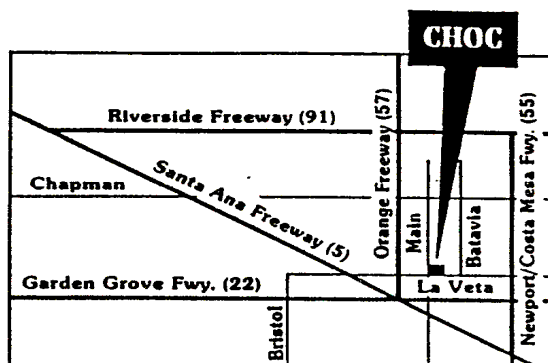 CHOC
Riverside Freeway (91)
Orange Freeway (57)
Newport/Costa Mesa Fwy. (55)
Santa Ana Freeway (5)
Chapman
Main
Batavia
Garden Grove Fwy. (22)
La Veta
Bristol